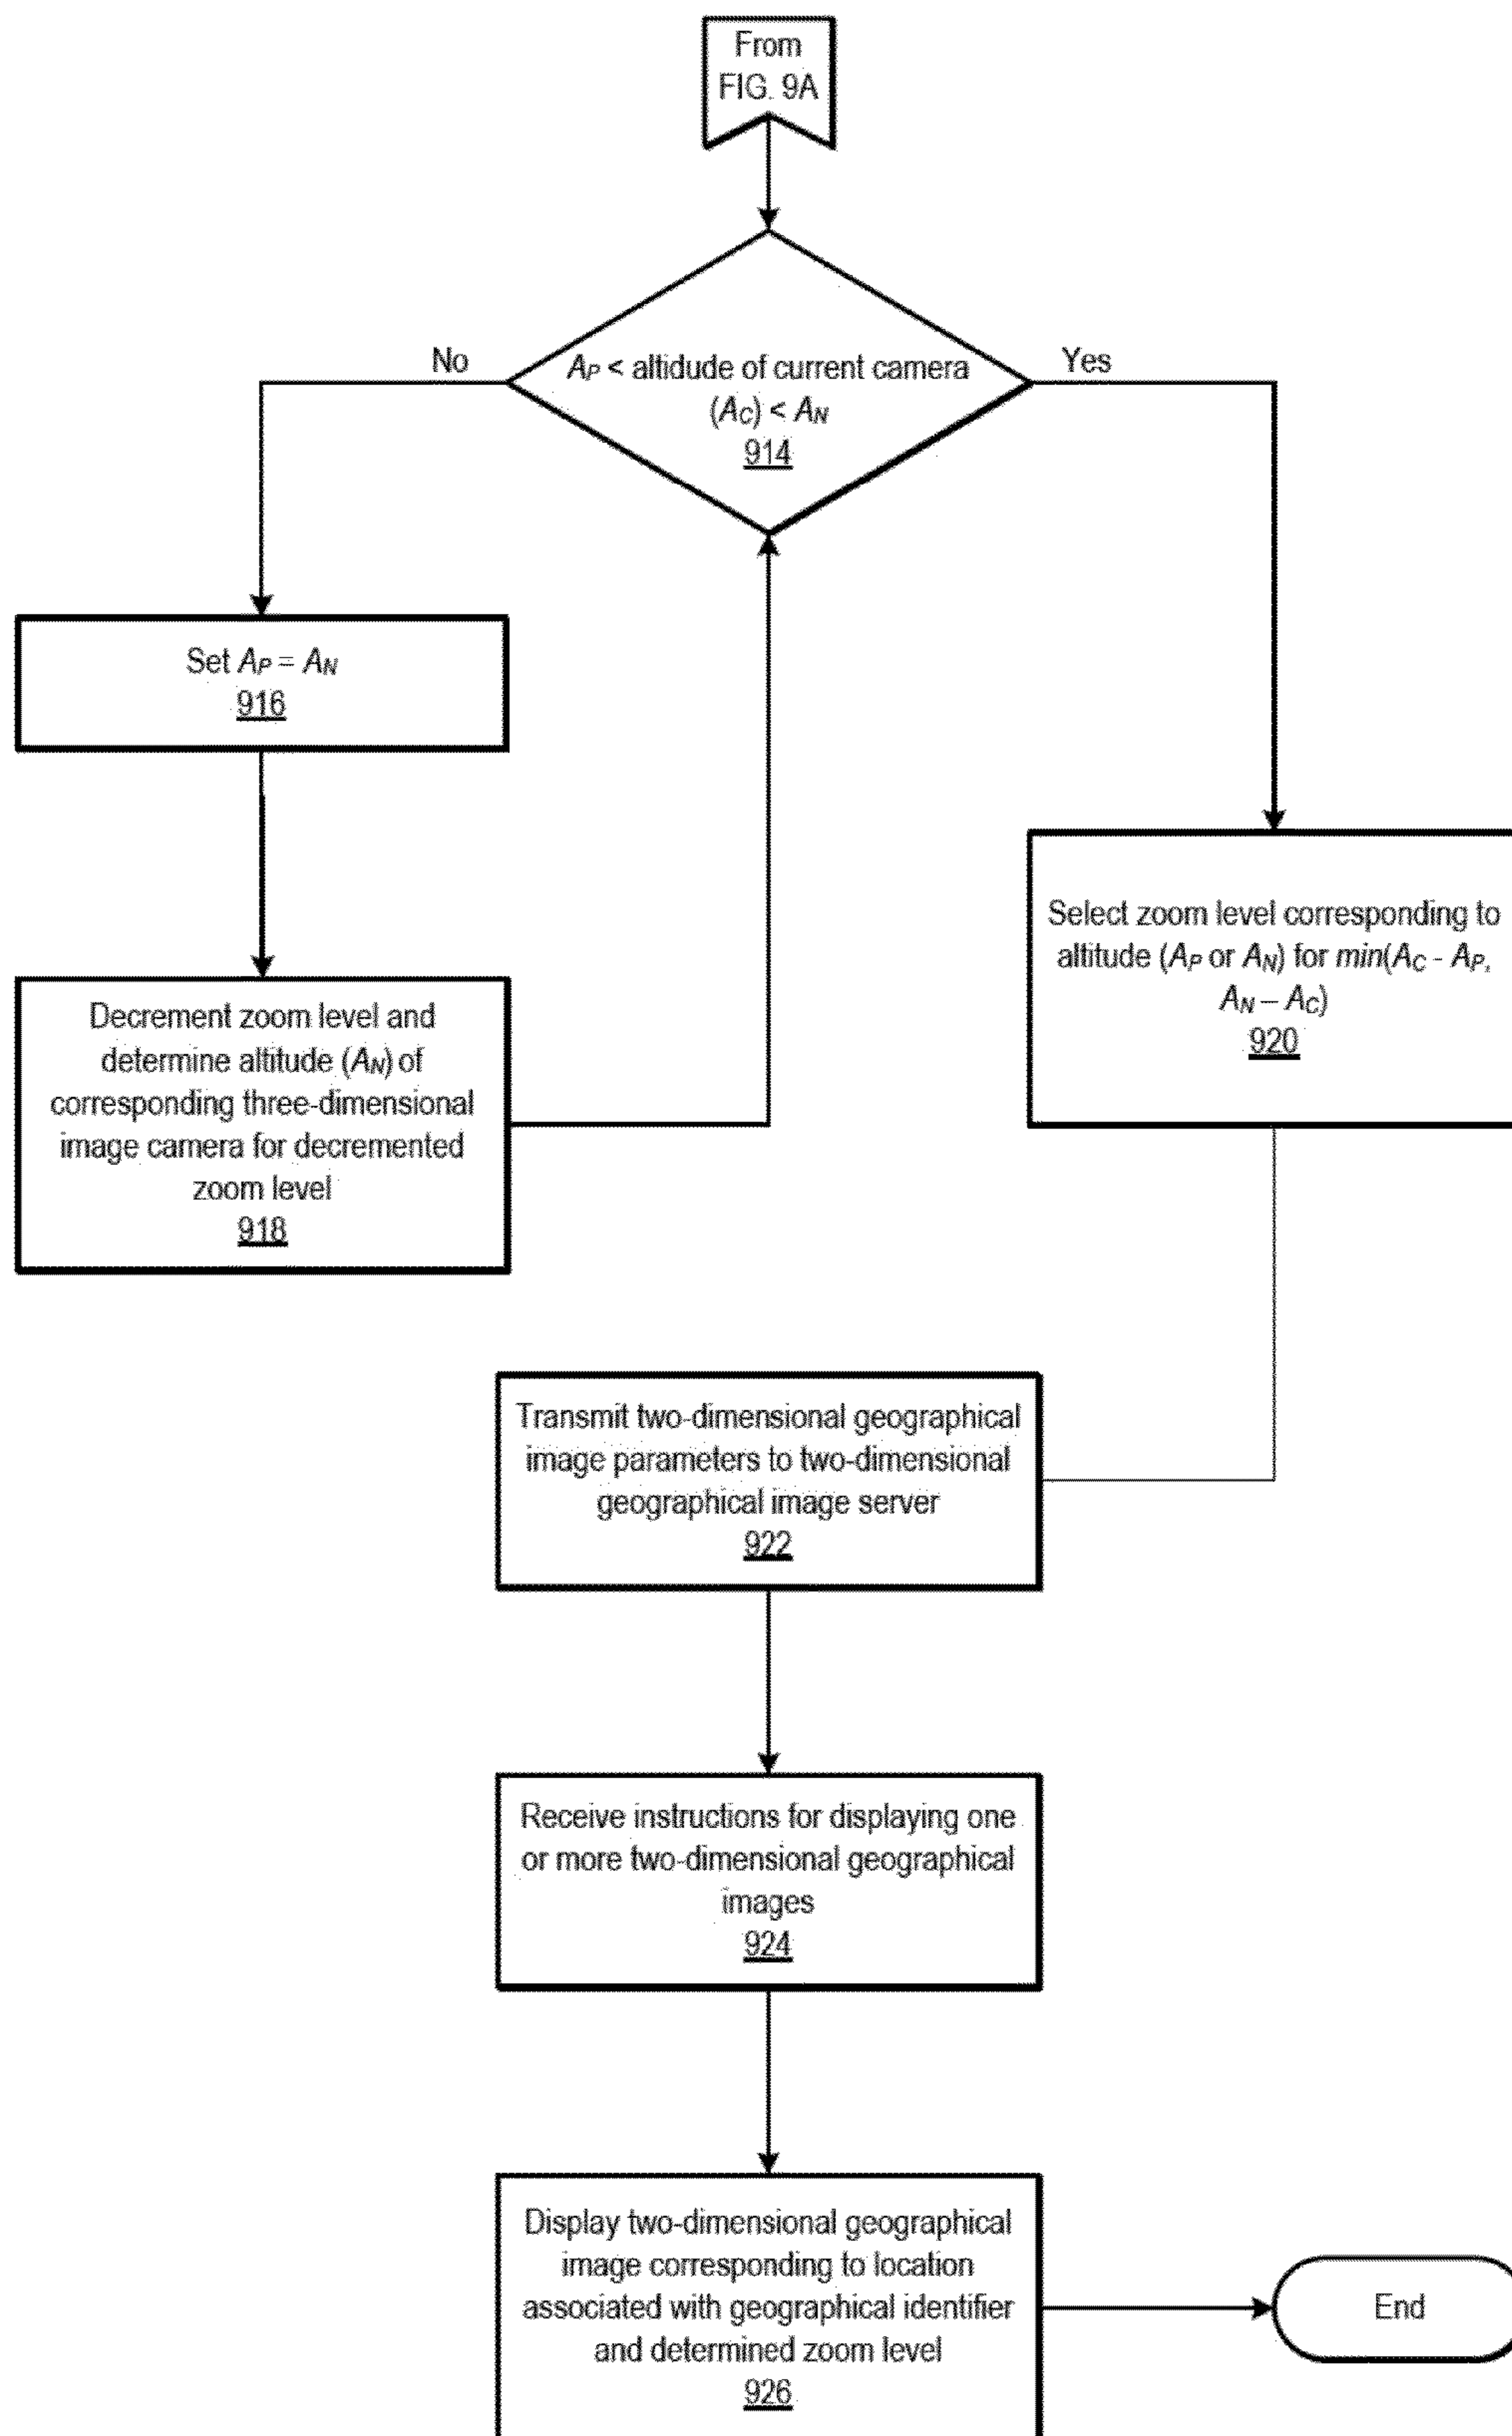 From
FIG. 9A
No
Yes
AP < altidude of current camera
(AC) < AN
914
Set AP = AN
916
Select zoom level corresponding to
altitude (AP or AN) for min(AC - AP,
AN – AC)
920
Decrement zoom level and
determine altitude (AN) of
corresponding three-dimensional
image camera for decremented
zoom level
918
Transmit two-dimensional geographical
image parameters to two-dimensional
geographical image server
922
Receive instructions for displaying one
or more two-dimensional geographical
images
924
Display two-dimensional geographical
image corresponding to location
associated with geographical identifier
and determined zoom level
926
End